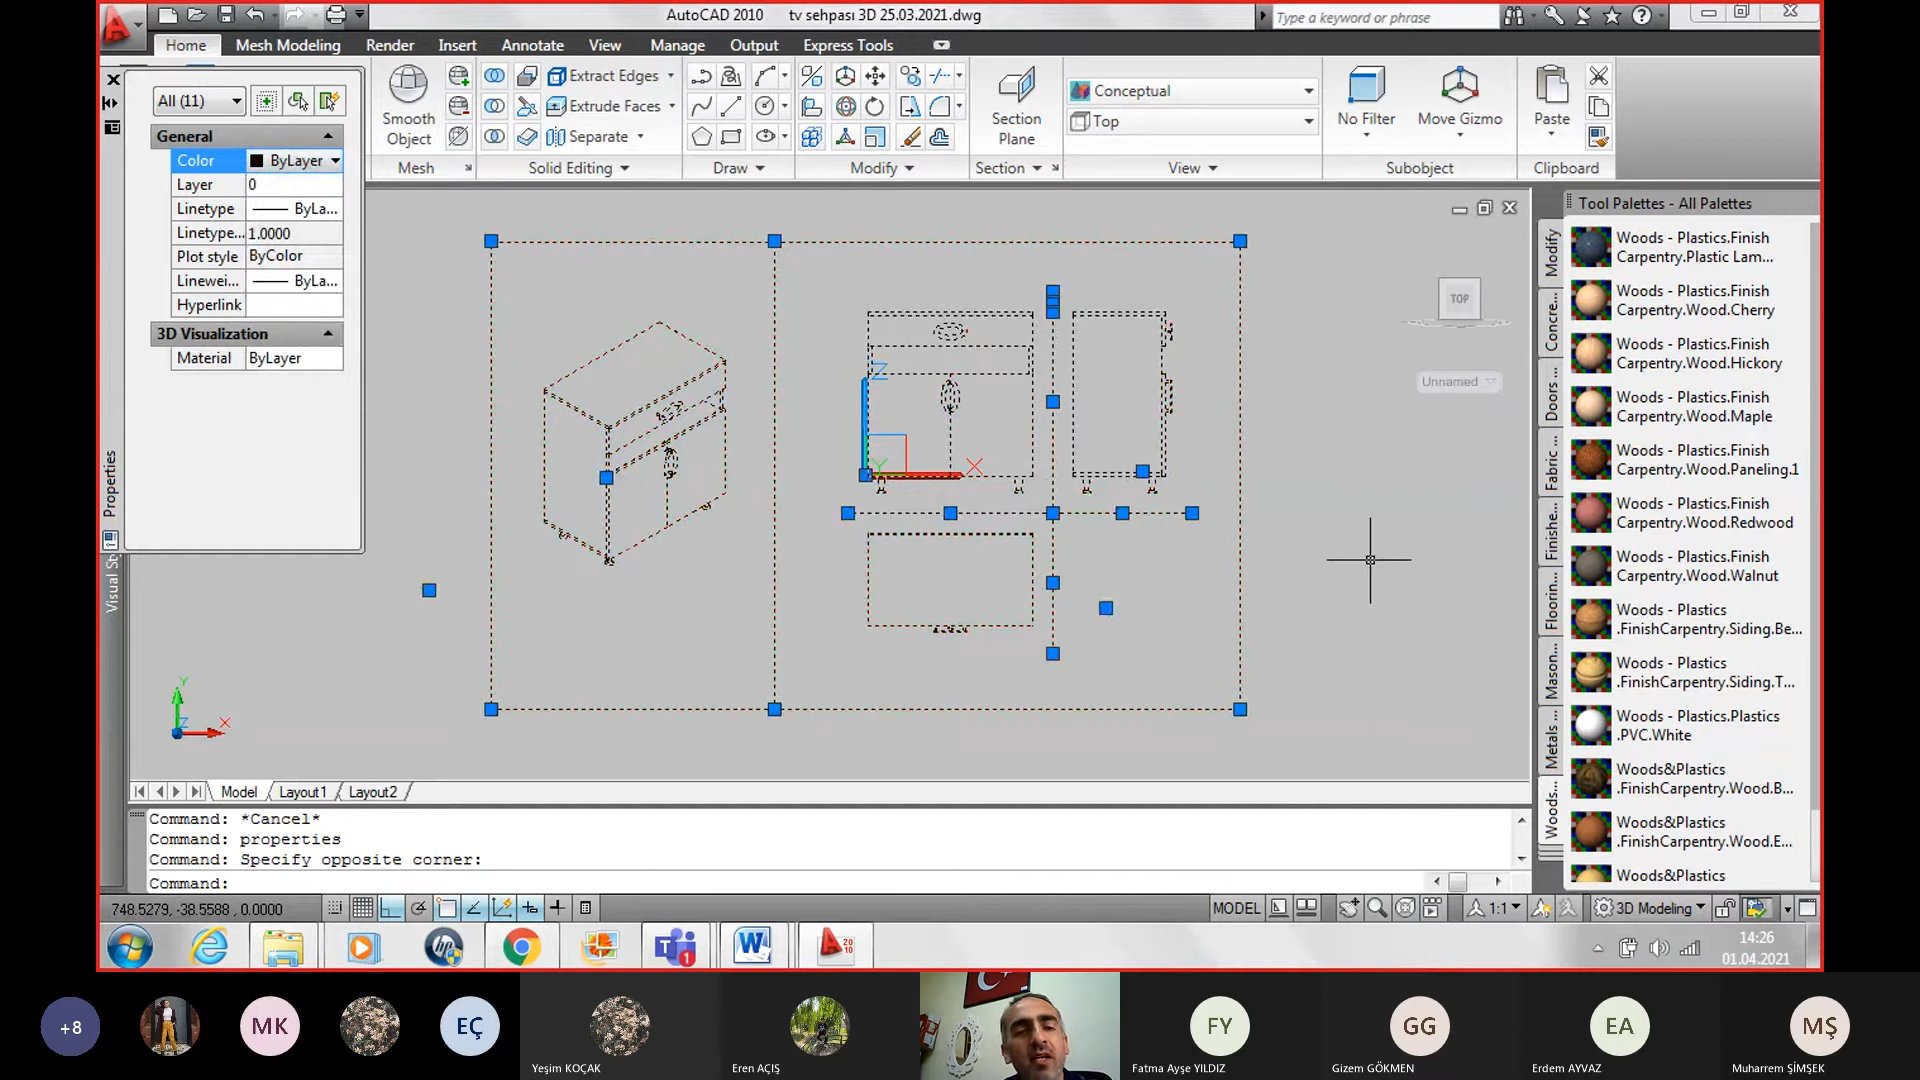 AutoCAD 2010 tv sehpası 3D 25.03.2021.dwg
Type a keyword or phrase
Home Mesh Modeling Render Insert Annotate View Manage Output Express Tools
All (11)
General
Color ByLayer
Layer 0
Linetype ByLa...
Linetype... 1.0000
Plot style ByColor
Linewei... ByLa...
Hyperlink
3D Visualization
Material ByLayer
Properties
Visual St
Smooth
Object
Mesh
Extract Edges
Extrude Faces
Separate
Solid Editing
Draw
Modify
Section
Plane
Section
Conceptual
Top
View
No Filter
Move Gizmo
Subobject
Paste
Clipboard
TOP
Unnamed
Z
Y
X
Y
Z
X
Tool Palettes - All Palettes
Modify
Concre...
Doors ...
Fabric ...
Finishe...
Floorin...
Mason...
Metals ...
Woods...
Woods - Plastics.Finish
Carpentry.Plastic Lam...
Woods - Plastics.Finish
Carpentry.Wood.Cherry
Woods - Plastics.Finish
Carpentry.Wood.Hickory
Woods - Plastics.Finish
Carpentry.Wood.Maple
Woods - Plastics.Finish
Carpentry.Wood.Paneling.1
Woods - Plastics.Finish
Carpentry.Wood.Redwood
Woods - Plastics.Finish
Carpentry.Wood.Walnut
Woods - Plastics
.FinishCarpentry.Siding.Be...
Woods - Plastics
.FinishCarpentry.Siding.T...
Woods - Plastics.Plastics
.PVC.White
Woods&Plastics
.FinishCarpentry.Wood.B...
Woods&Plastics
.FinishCarpentry.Wood.E...
Woods&Plastics
Model Layout1 Layout2
Command: *Cancel*
Command: properties
Command: Specify opposite corner:
Command:
748.5279, -38.5588 , 0.0000
MODEL
1:1
3D Modeling
hp
T
1
W
20
10
14:26
01.04.2021
+8
MK
EÇ
Yeşim KOÇAK
Eren AÇIŞ
FY
Fatma Ayşe YILDIZ
GG
Gizem GÖKMEN
EA
Erdem AYVAZ
MŞ
Muharrem ŞİMŞEK